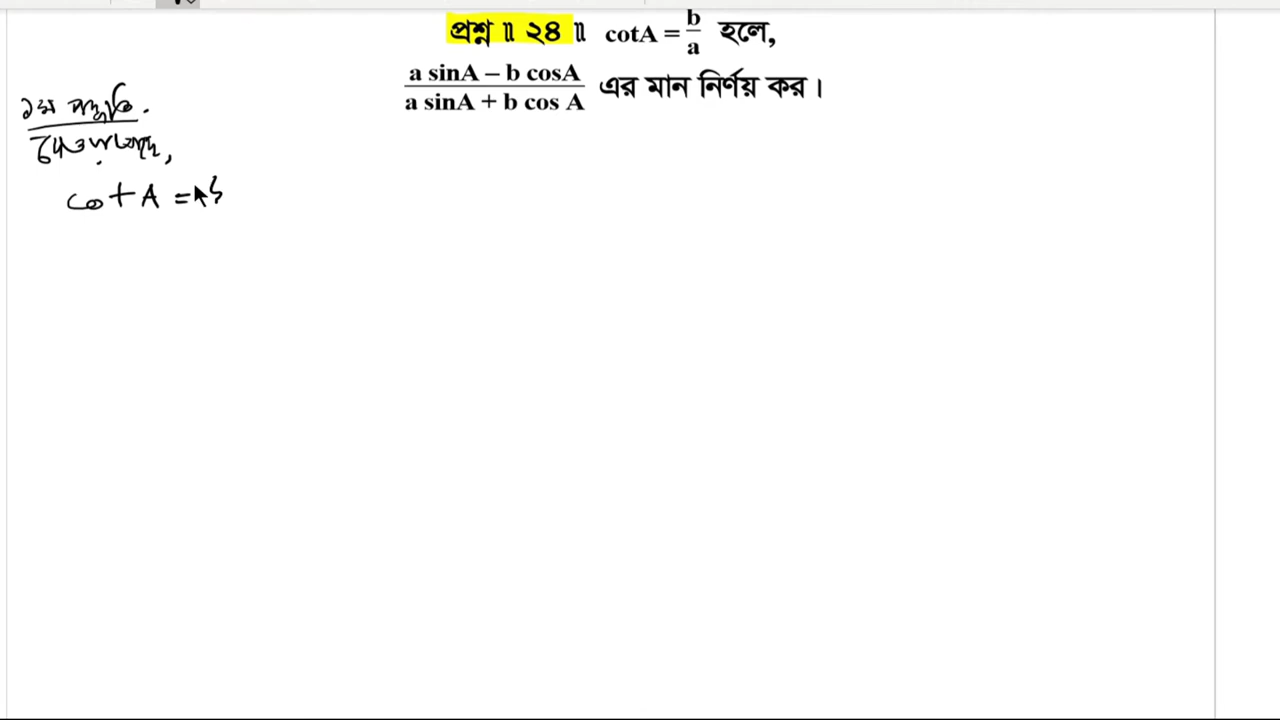 প্রশ্ন ॥ ২৪ ॥ cotA = b/a হলে,
a sinA – b cosA / a sinA + b cos A এর মান নির্ণয় কর।
১ম পদ্ধতি.
দেওয়া আছে,
cot A =